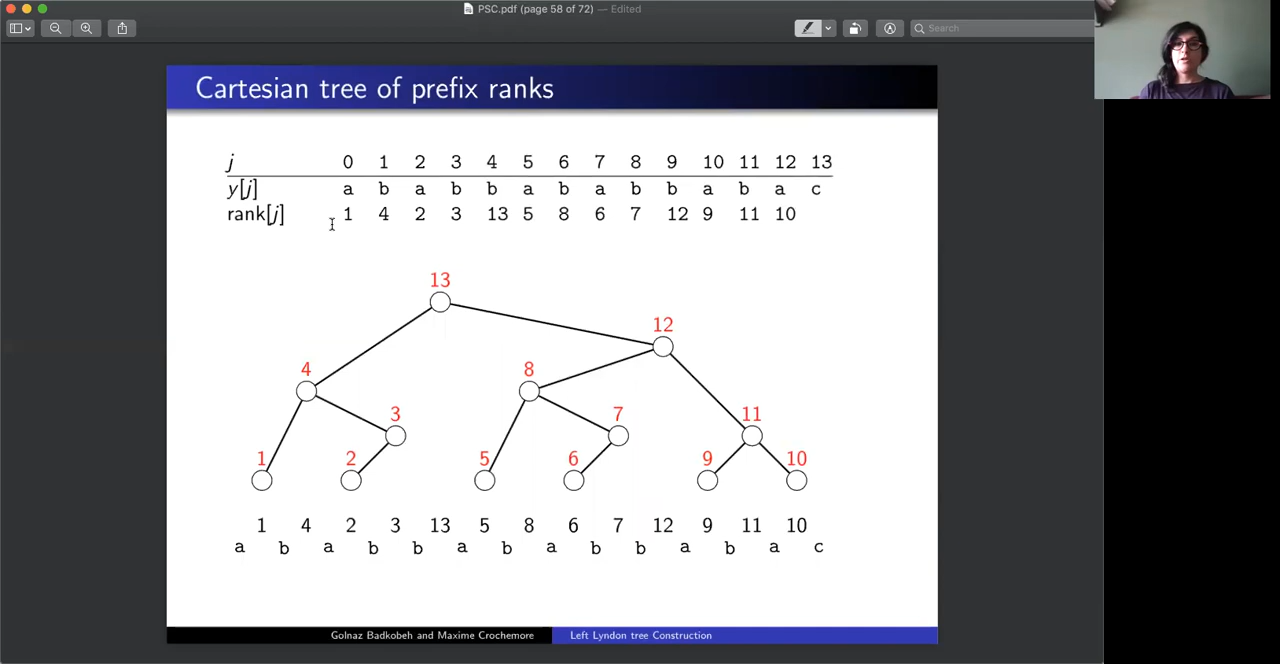 PSC.pdf (page 58 of 72) — Edited
Search
Cartesian tree of prefix ranks
j 0 1 2 3 4 5 6 7 8 9 10 11 12 13
y[j] a b a b b a b a b b a b a c
rank[j] 1 4 2 3 13 5 8 6 7 12 9 11 10
13
12
4 8
3 7 11
1 2 5 6 9 10
1 4 2 3 13 5 8 6 7 12 9 11 10
a b a b b a b a b b a b a c
Golnaz Badkobeh and Maxime Crochemore Left Lyndon tree Construction